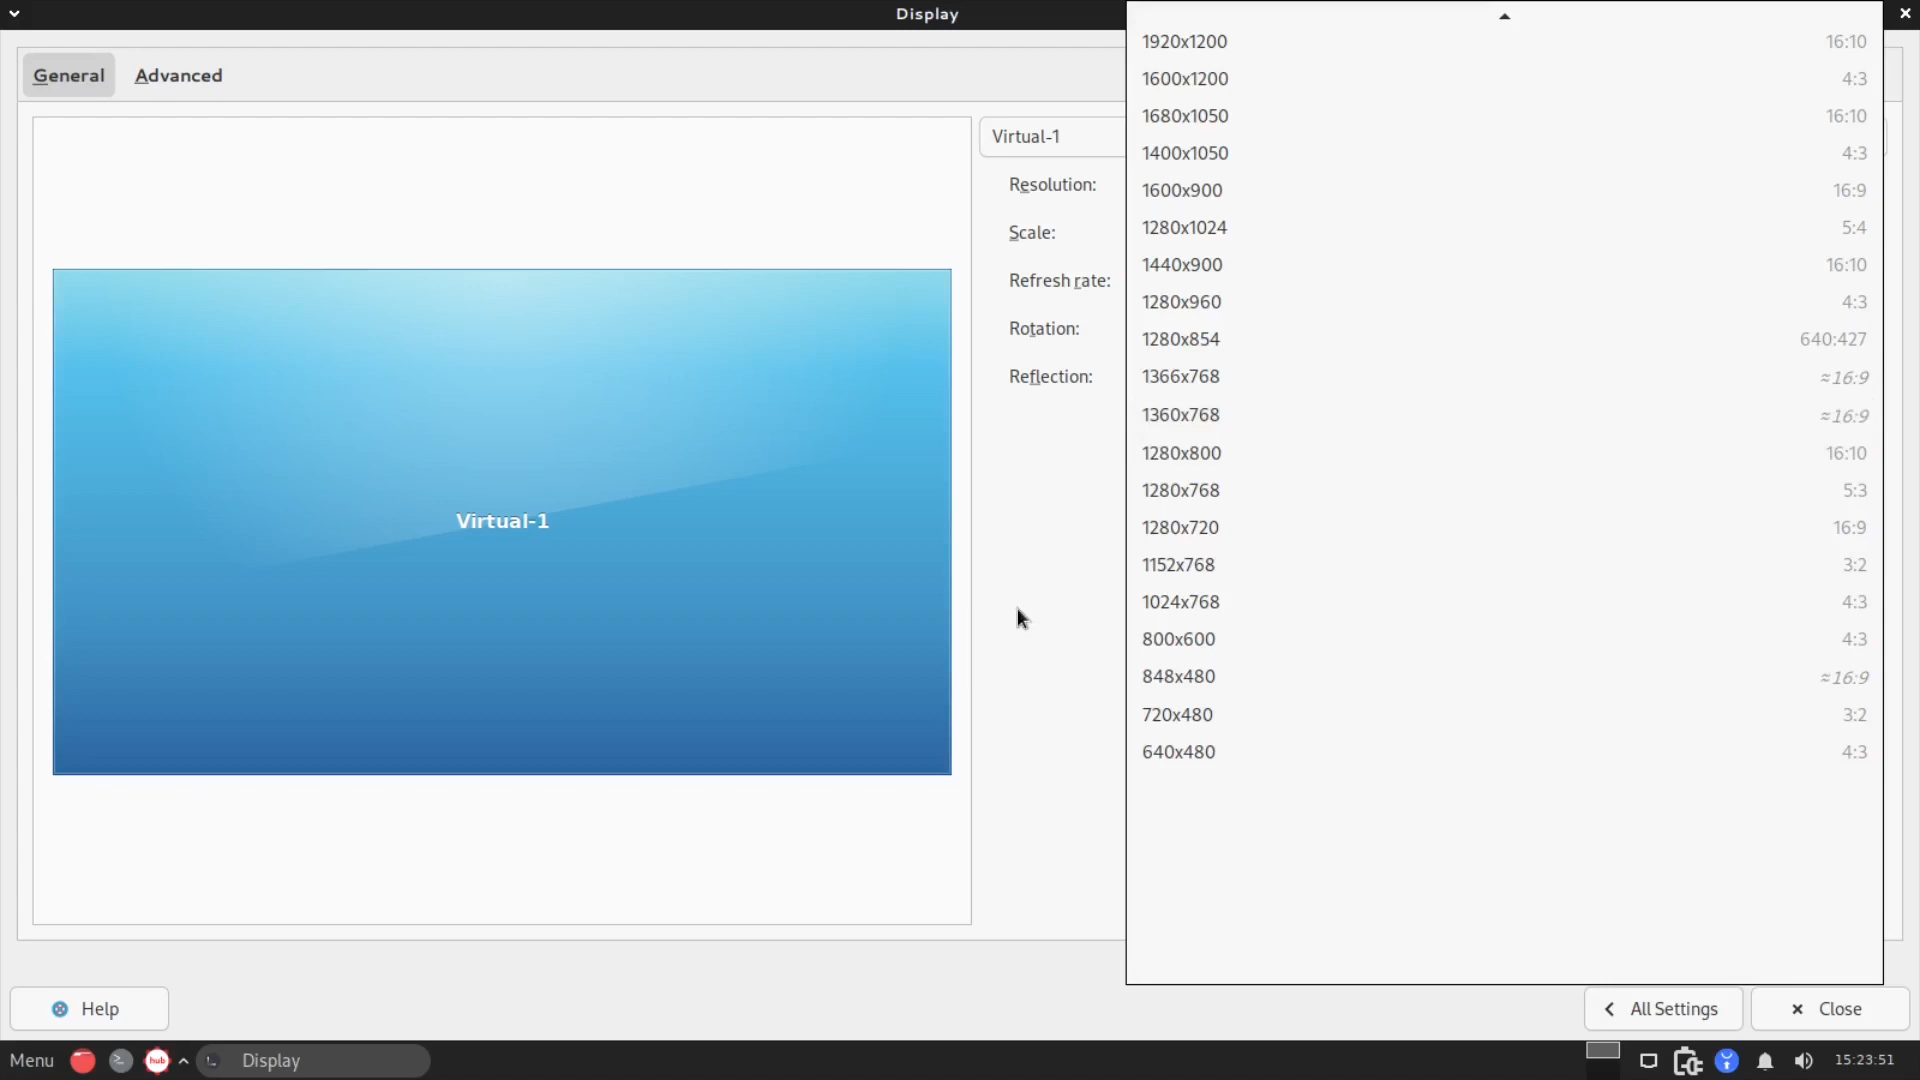 Display
General
Advanced
Virtual-1
Resolution:
Scale:
Refresh rate:
Rotation:
Reflection:
Virtual-1
1920x1200 16:10
1600x1200 4:3
1680x1050 16:10
1400x1050 4:3
1600x900 16:9
1280x1024 5:4
1440x900 16:10
1280x960 4:3
1280x854 640:427
1366x768 ≈16:9
1360x768 ≈16:9
1280x800 16:10
1280x768 5:3
1280x720 16:9
1152x768 3:2
1024x768 4:3
800x600 4:3
848x480 ≈16:9
720x480 3:2
640x480 4:3
Help
All Settings
Close
Menu
hub
Display
15:23:51